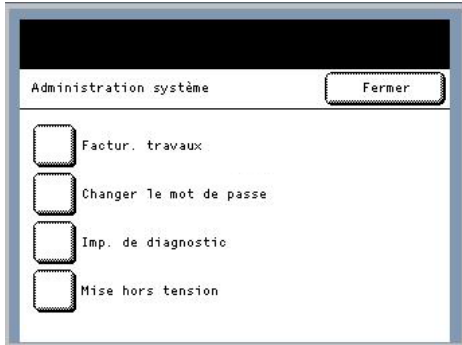 Administration système
Fermer
Factur. travaux
Changer le mot de passe
Imp. de diagnostic
Mise hors tension